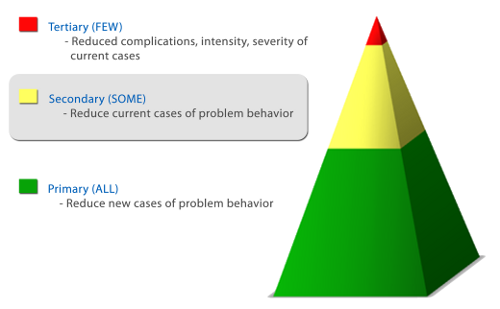 Tertiary (FEW)
- Reduced complications, intensity, severity of
current cases
Secondary (SOME)
- Reduce current cases of problem behavior
Primary (ALL)
- Reduce new cases of problem behavior